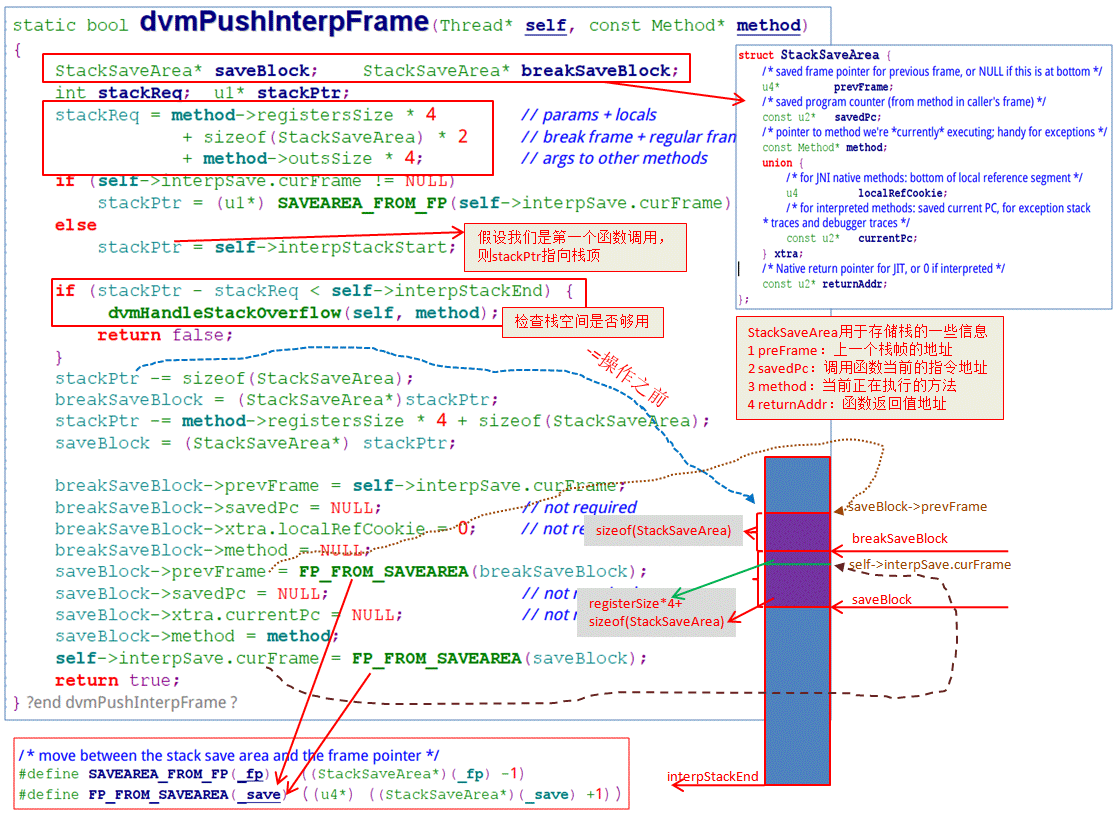 static bool dvmPushInterpFrame(Thread* self, const Method* method)
{
StackSaveArea* saveBlock; StackSaveArea* breakSaveBlock;
int stackReq; u1* stackPtr;
stackReq = method->registersSize * 4 // params + locals
+ sizeof(StackSaveArea) * 2 // break frame + regular fran
+ method->outsSize * 4; // args to other methods
if (self->interpSave.curFrame != NULL)
stackPtr = (u1*) SAVEAREA_FROM_FP(self->interpSave.curFrame)
else
stackPtr = self->interpStackStart;
假设我们是第一个函数调用，
则stackPtr指向栈顶
if (stackPtr - stackReq < self->interpStackEnd) {
dvmHandleStackOverflow(self, method);
return false;
}
检查栈空间是否够用
stackPtr -= sizeof(StackSaveArea);
breakSaveBlock = (StackSaveArea*)stackPtr;
stackPtr -= method->registersSize * 4 + sizeof(StackSaveArea);
saveBlock = (StackSaveArea*) stackPtr;
-=操作之前
breakSaveBlock->prevFrame = self->interpSave.curFrame;
breakSaveBlock->savedPc = NULL; // not required
breakSaveBlock->xtra.localRefCookie = 0; // not re
breakSaveBlock->method = NULL;
saveBlock->prevFrame = FP_FROM_SAVEAREA(breakSaveBlock);
saveBlock->savedPc = NULL; // not
saveBlock->xtra.currentPc = NULL; // not
saveBlock->method = method;
self->interpSave.curFrame = FP_FROM_SAVEAREA(saveBlock);
return true;
} ?end dvmPushInterpFrame ?
struct StackSaveArea {
/* saved frame pointer for previous frame, or NULL if this is at bottom */
u4* prevFrame;
/* saved program counter (from method in caller's frame) */
const u2* savedPc;
/* pointer to method we're *currently* executing; handy for exceptions */
const Method* method;
union {
/* for JNI native methods: bottom of local reference segment */
u4 localRefCookie;
/* for interpreted methods: saved current PC, for exception stack
* traces and debugger traces */
const u2* currentPc;
} xtra;
/* Native return pointer for JIT, or 0 if interpreted */
const u2* returnAddr;
};
StackSaveArea用于存储栈的一些信息
1 preFrame：上一个栈帧的地址
2 savedPc：调用函数当前的指令地址
3 method：当前正在执行的方法
4 returnAddr：函数返回值地址
saveBlock->prevFrame
sizeof(StackSaveArea)
breakSaveBlock
self->interpSave.curFrame
registerSize*4+
sizeof(StackSaveArea)
saveBlock
interpStackEnd
/* move between the stack save area and the frame pointer */
#define SAVEAREA_FROM_FP(_fp) ((StackSaveArea*)(_fp) -1)
#define FP_FROM_SAVEAREA(_save) ((u4*) ((StackSaveArea*)(_save) +1))